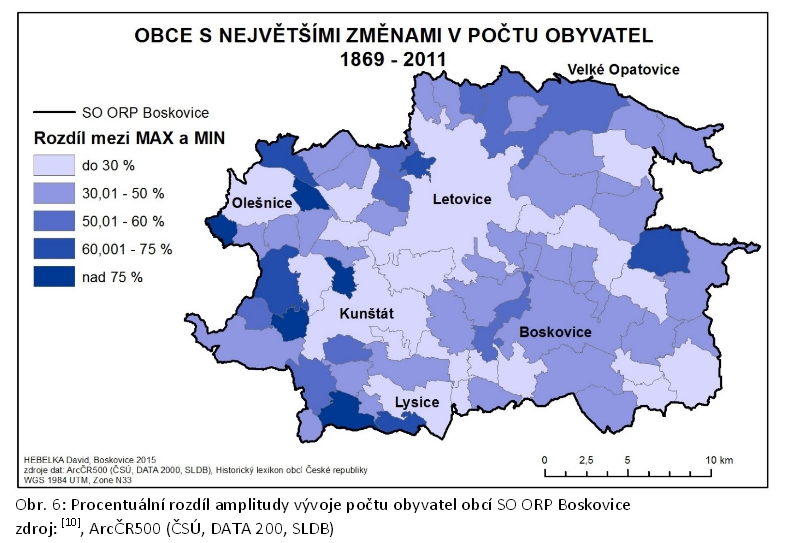 OBCE S NEJVĚTŠÍMI ZMĚNAMI V POČTU OBYVATEL
1869 - 2011
Velké Opatovice
SO ORP Boskovice
Rozdíl mezi MAX a MIN
do 30 %
30,01 - 50 %
50,01 - 60 %
60,001 - 75 %
nad 75 %
Olešnice
Letovice
Kunštát
Boskovice
Lysice
HEBELKA David, Boskovice 2015
zdroje dat: ArcČR500 (ČSÚ, DATA 2000, SLDB), Historický lexikon obcí České republiky
WGS 1984 UTM, Zone N33
0 2,5 5 10 km
Obr. 6: Procentuální rozdíl amplitudy vývoje počtu obyvatel obcí SO ORP Boskovice
zdroj: [10], ArcČR500 (ČSÚ, DATA 200, SLDB)